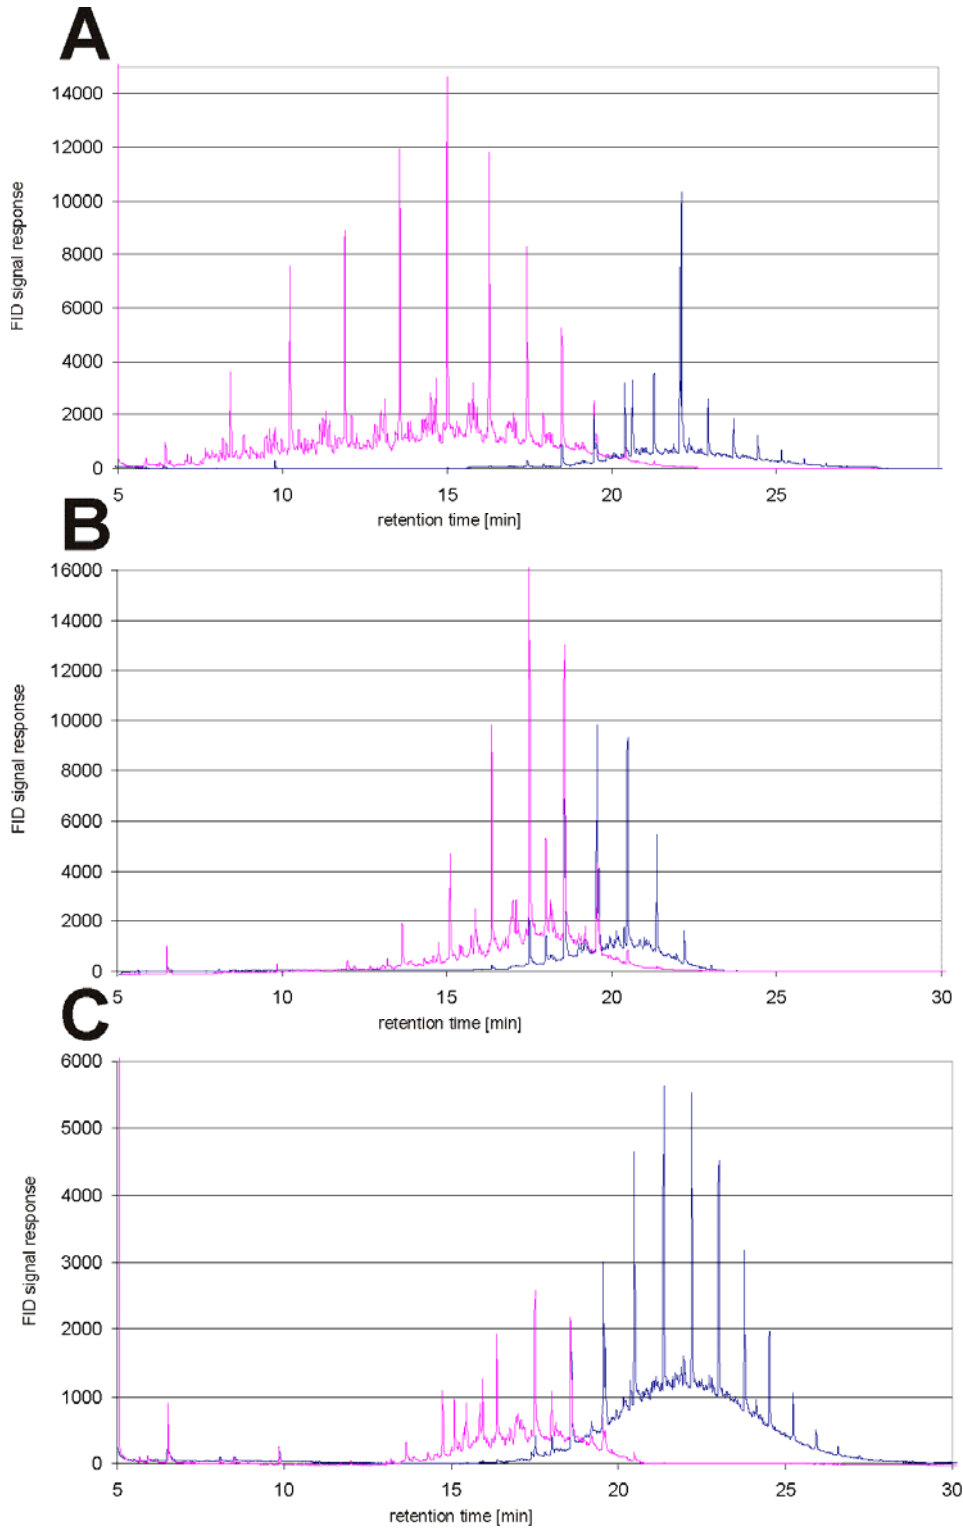 A
14000
12000
10000
8000
6000
4000
2000
0
FID signal response
5 10 15 20 25
retention time [min]
B
16000
14000
12000
10000
8000
6000
4000
2000
0
FID signal response
5 10 15 20 25 30
retention time [min]
C
6000
5000
4000
3000
2000
1000
0
FID signal response
5 10 15 20 25 30
retention time [min]